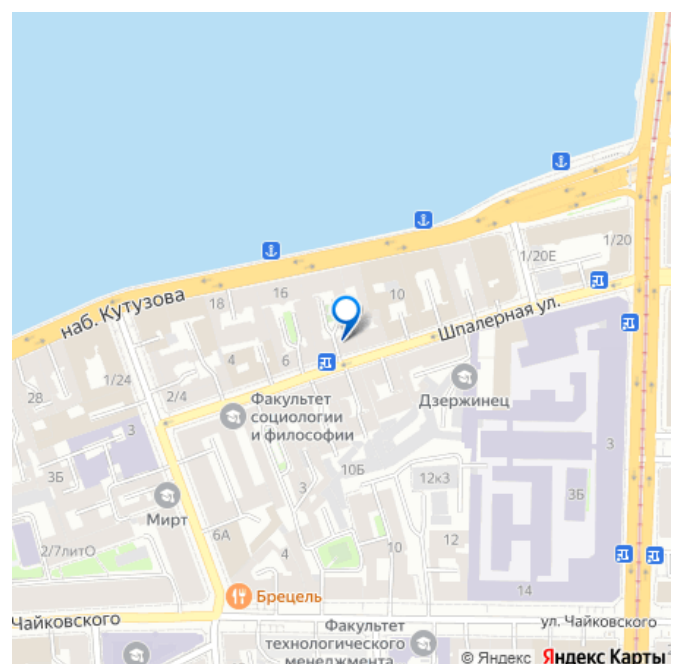 1/20
1/20Е
наб. Кутузова
18
16
10
Шпалерная ул.
4
6
28
1/24
2/4
Факультет
социологии
и философии
Дзержинец
3
3
3Б
10Б
12к3
3Б
3
Мирт
6А
2/7литО
4
10
12
14
Брецель
Чайковского
ул. Чайковского
Факультет
технологического
менеджмента
© Яндекс Яндекс Карты